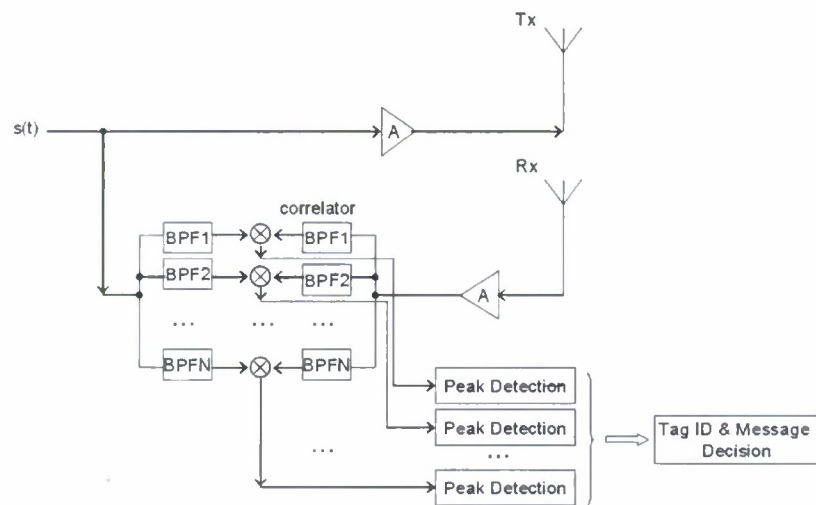 Tx
s(t)
A
Rx
correlator
BPF1
BPF1
BPF2
BPF2
A
... ... ...
BPFN
BPFN
Peak Detection
Peak Detection
Tag ID & Message
Decision
...
...
Peak Detection